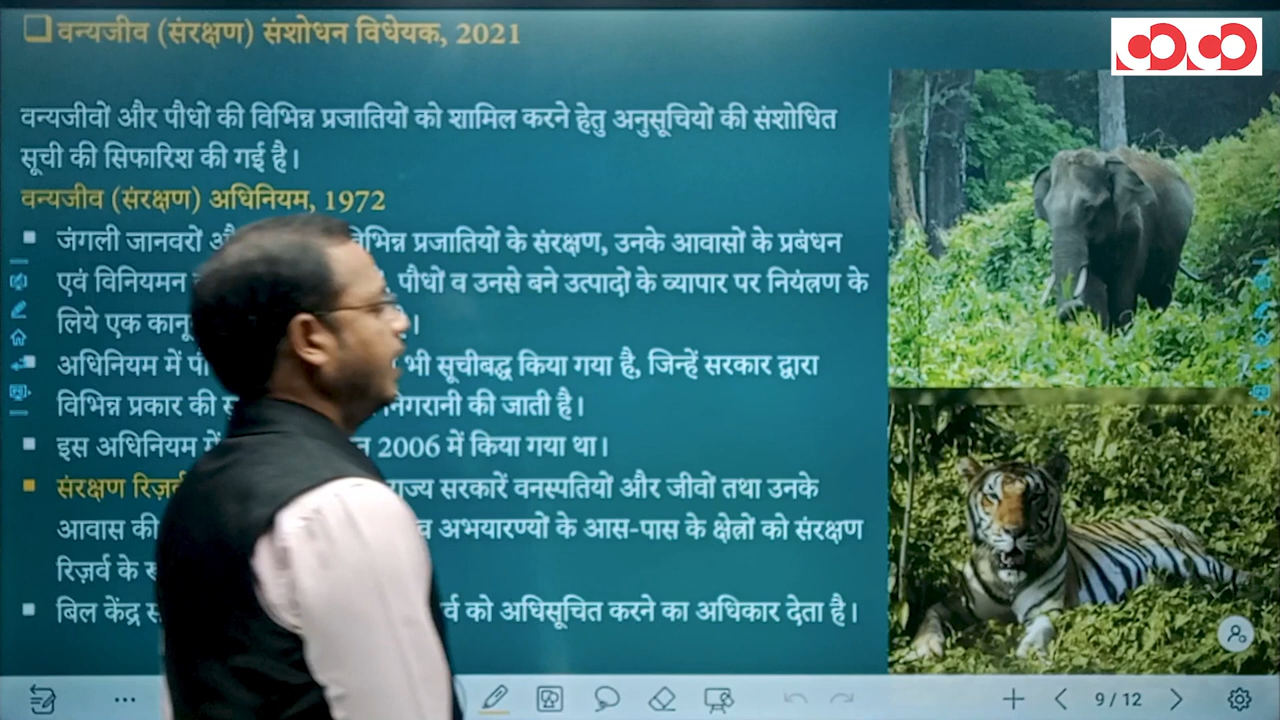 वन्यजीव (संरक्षण) संशोधन विधेयक, 2021
वन्यजीवों और पौधों की विभिन्न प्रजातियों को शामिल करने हेतु अनुसूचियों की संशोधित
सूची की सिफारिश की गई है।
वन्यजीव (संरक्षण) अधिनियम, 1972
जंगली जानवरों विभिन्न प्रजातियों के संरक्षण, उनके आवासों के प्रबंधन
एवं विनियमन पौधों व उनसे बने उत्पादों के व्यापार पर नियंत्रण के
लिये एक
अधिनियम में भी सूचीबद्ध किया गया है, जिन्हें सरकार द्वारा
विभिन्न प्रकार की निगरानी की जाती है।
इस अधिनियम में 2006 में किया गया था।
संरक्षण राज्य सरकारें वनस्पतियों और जीवों तथा उनके
आवास की व अभयारण्यों के आस-पास के क्षेत्रों को संरक्षण
रिज़र्व के
बिल केंद्र को अधिसूचित करने का अधिकार देता है।
9/12